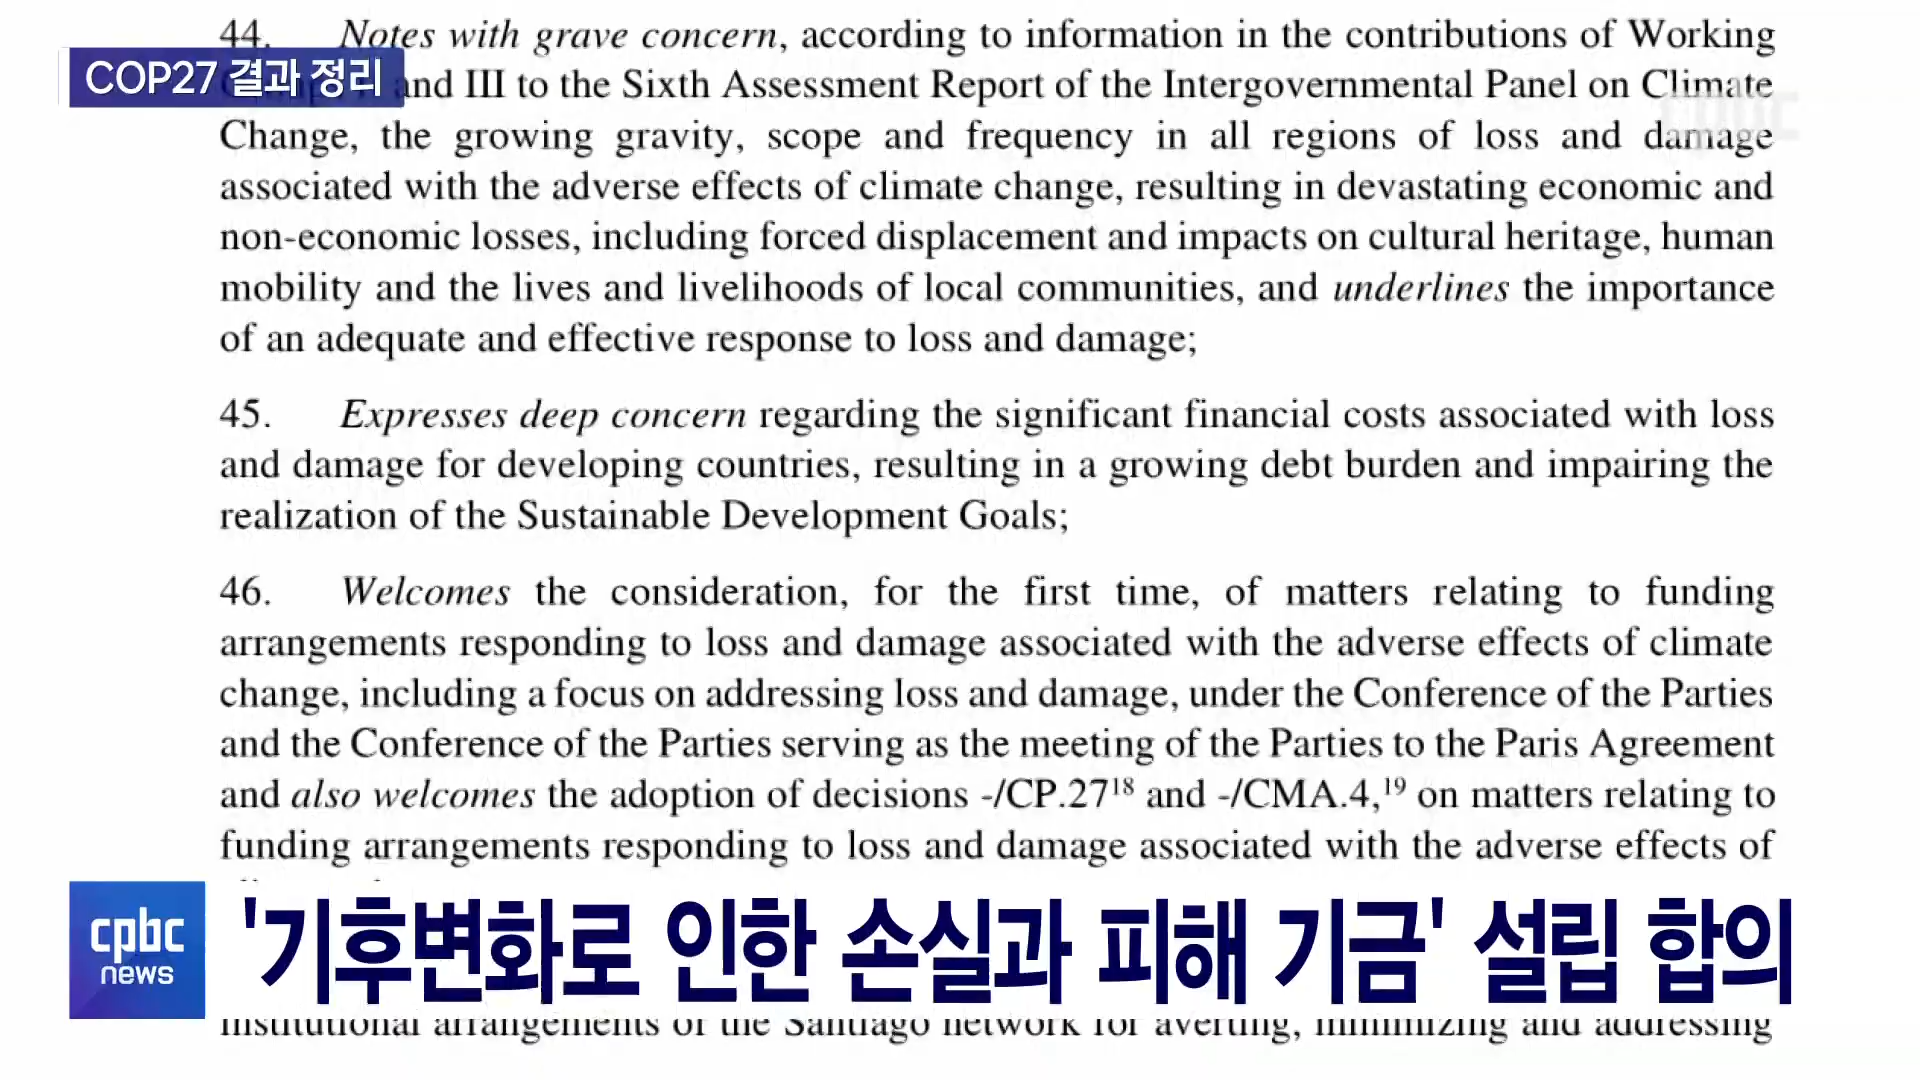 44. Notes with grave concern, according to information in the contributions of Working
COP27 결과 정리
and III to the Sixth Assessment Report of the Intergovernmental Panel on Climate
cpbc
Change, the growing gravity, scope and frequency in all regions of loss and damage
associated with the adverse effects of climate change, resulting in devastating economic and
non-economic losses, including forced displacement and impacts on cultural heritage, human
mobility and the lives and livelihoods of local communities, and underlines the importance
of an adequate and effective response to loss and damage;
45. Expresses deep concern regarding the significant financial costs associated with loss
and damage for developing countries, resulting in a growing debt burden and impairing the
realization of the Sustainable Development Goals;
46. Welcomes the consideration, for the first time, of matters relating to funding
arrangements responding to loss and damage associated with the adverse effects of climate
change, including a focus on addressing loss and damage, under the Conference of the Parties
and the Conference of the Parties serving as the meeting of the Parties to the Paris Agreement
and also welcomes the adoption of decisions -/CP.27¹⁸ and -/CMA.4,¹⁹ on matters relating to
funding arrangements responding to loss and damage associated with the adverse effects of
cpbc
news
'기후변화로 인한 손실과 피해 기금' 설립 합의
institutional arrangements of the Santiago network for averting, minimizing and addressing